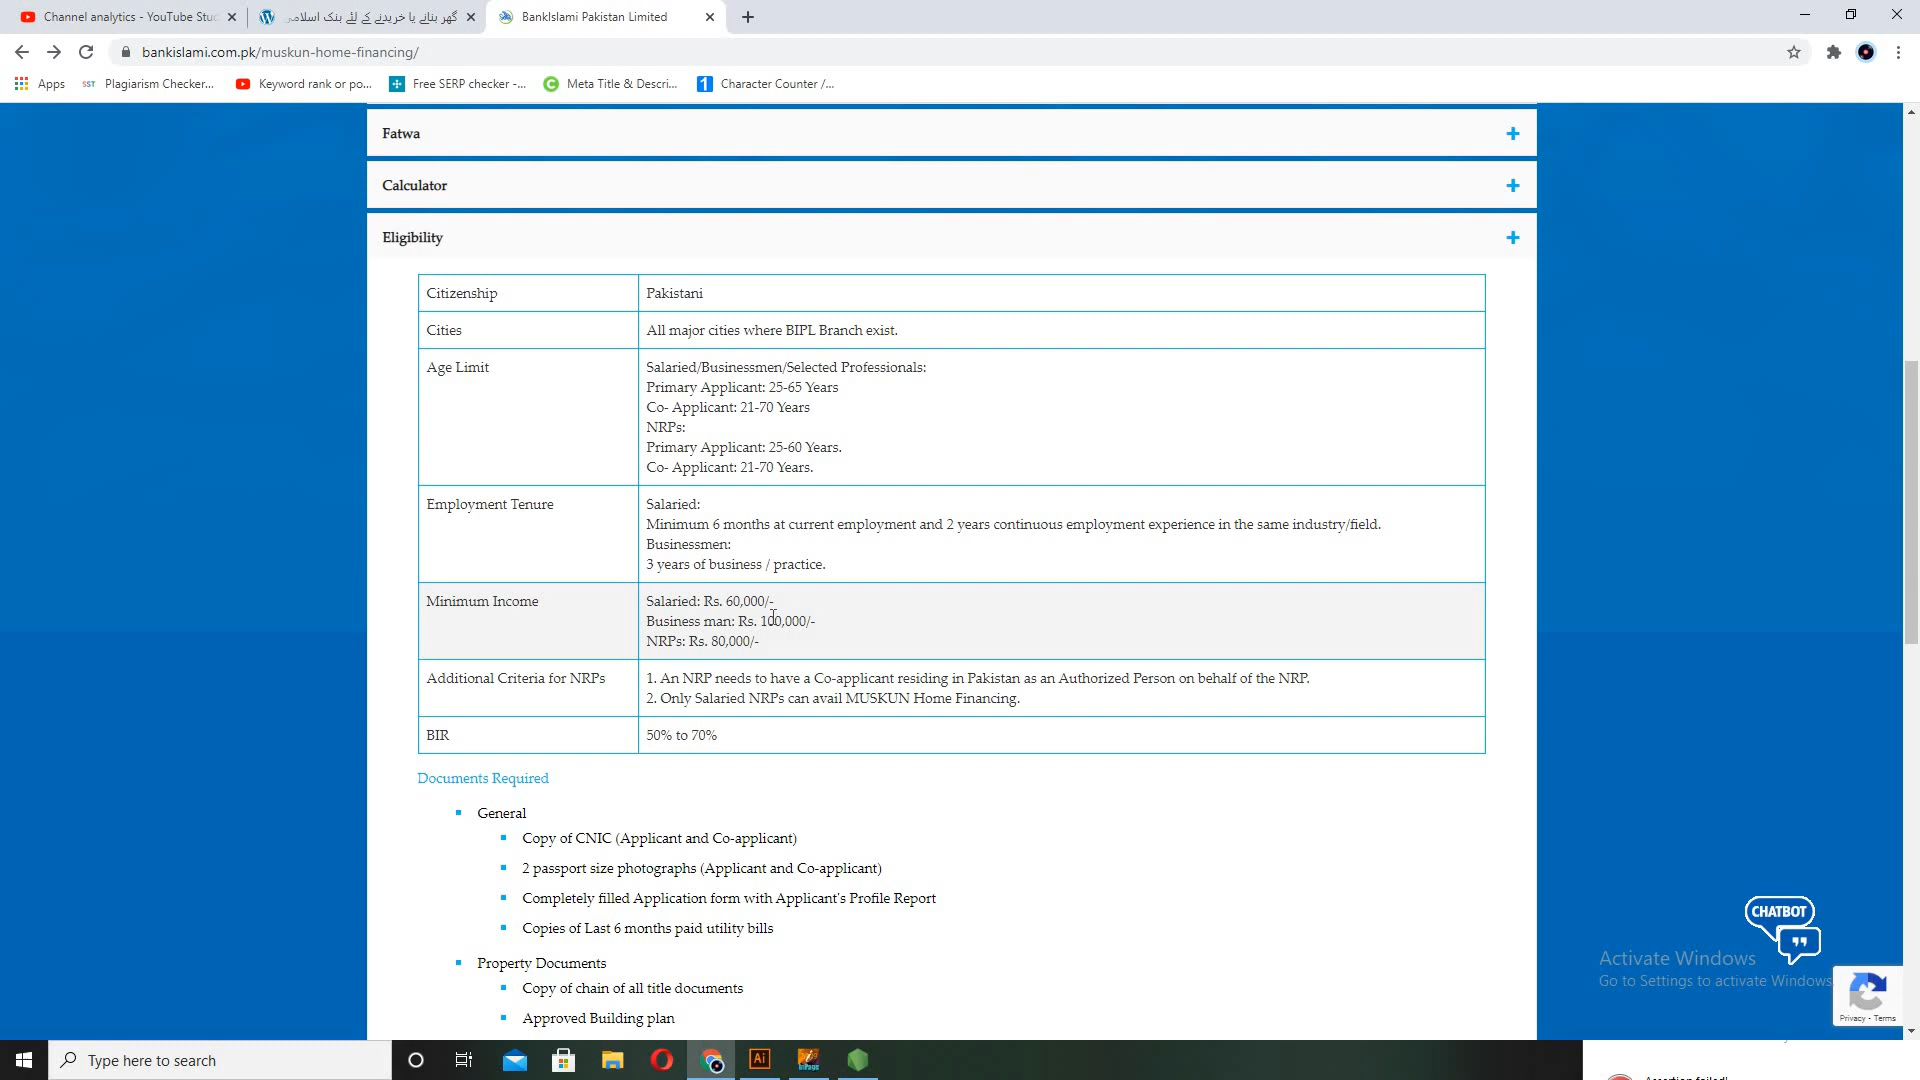 Channel analytics - YouTube Stu
گھر بنانے یا خریدنے کے لئے بنک اسلامی
BankIslami Pakistan Limited
bankislami.com.pk/muskun-home-financing/
Apps
SST Plagiarism Checker...
Keyword rank or po...
Free SERP checker -...
Meta Title & Descri...
1 Character Counter /...
Fatwa +
Calculator +
Eligibility +
Citizenship Pakistani
Cities All major cities where BIPL Branch exist.
Age Limit Salaried/Businessmen/Selected Professionals:
Primary Applicant: 25-65 Years
Co- Applicant: 21-70 Years
NRPs:
Primary Applicant: 25-60 Years.
Co- Applicant: 21-70 Years.
Employment Tenure Salaried:
Minimum 6 months at current employment and 2 years continuous employment experience in the same industry/field.
Businessmen:
3 years of business / practice.
Minimum Income Salaried: Rs. 60,000/-
Business man: Rs. 100,000/-
NRPs: Rs. 80,000/-
Additional Criteria for NRPs 1. An NRP needs to have a Co-applicant residing in Pakistan as an Authorized Person on behalf of the NRP.
2. Only Salaried NRPs can avail MUSKUN Home Financing.
BIR 50% to 70%
Documents Required
General
Copy of CNIC (Applicant and Co-applicant)
2 passport size photographs (Applicant and Co-applicant)
Completely filled Application form with Applicant's Profile Report
Copies of Last 6 months paid utility bills
Property Documents
Copy of chain of all title documents
Approved Building plan
CHATBOT
Activate Windows
Go to Settings to activate Windows.
Privacy - Terms
Type here to search
Ai
InPage